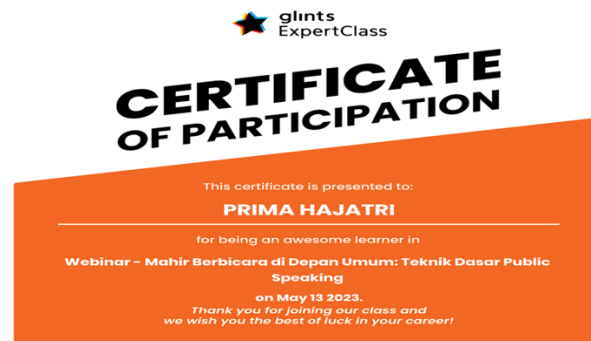 glints
ExpertClass
CERTIFICATE
OF PARTICIPATION
This certificate is presented to:
PRIMA HAJATRI
for being an awesome learner in
Webinar - Mahir Berbicara di Depan Umum: Teknik Dasar Public
Speaking
on May 13 2023.
Thank you for joining our class and
we wish you the best of luck in your career!